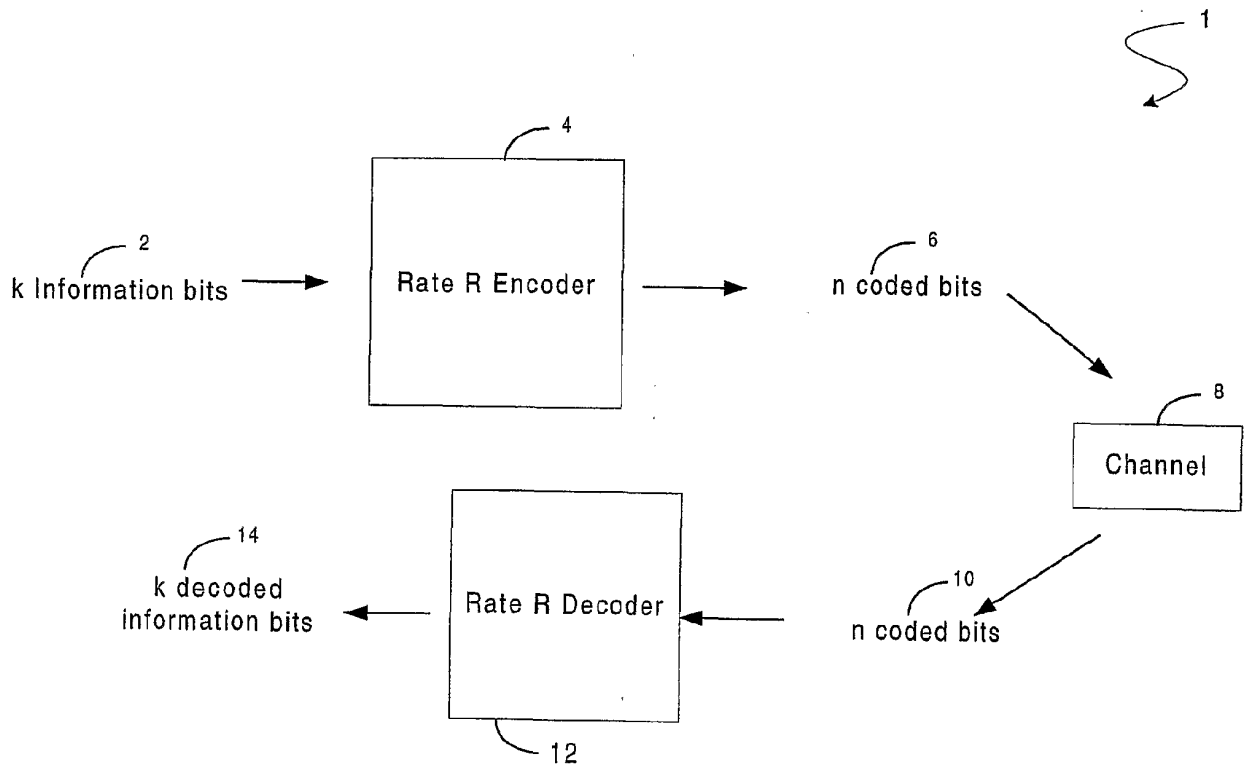 1
4
2
k Information bits
Rate R Encoder
6
n coded bits
8
Channel
14
k decoded
information bits
Rate R Decoder
10
n coded bits
12